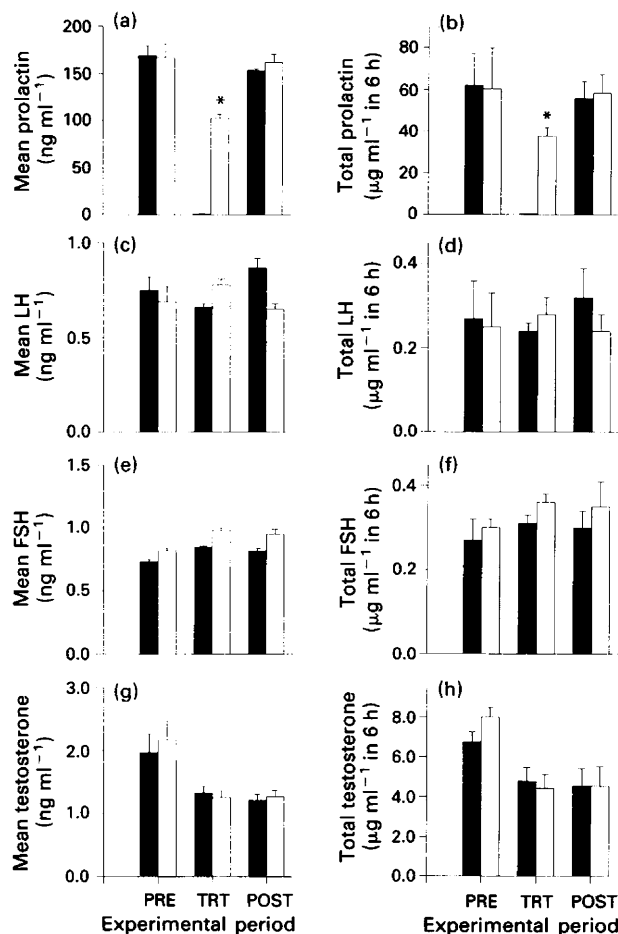 (a)
Mean prolactin
(ng ml⁻¹)
200
150
100
50
0
*
(b)
Total prolactin
(μg ml⁻¹ in 6 h)
80
60
40
20
0
*
(c)
Mean LH
(ng ml⁻¹)
1.0
0.5
0.0
(d)
Total LH
(μg ml⁻¹ in 6 h)
0.4
0.2
0.0
(e)
Mean FSH
(ng ml⁻¹)
1.5
1.0
0.5
0.0
(f)
Total FSH
(μg ml⁻¹ in 6 h)
0.4
0.2
0.0
(g)
Mean testosterone
(ng ml⁻¹)
3.0
2.0
1.0
0.0
PRE TRT POST
Experimental period
(h)
Total testosterone
(μg ml⁻¹ in 6 h)
8.0
6.0
4.0
2.0
0.0
PRE TRT POST
Experimental period